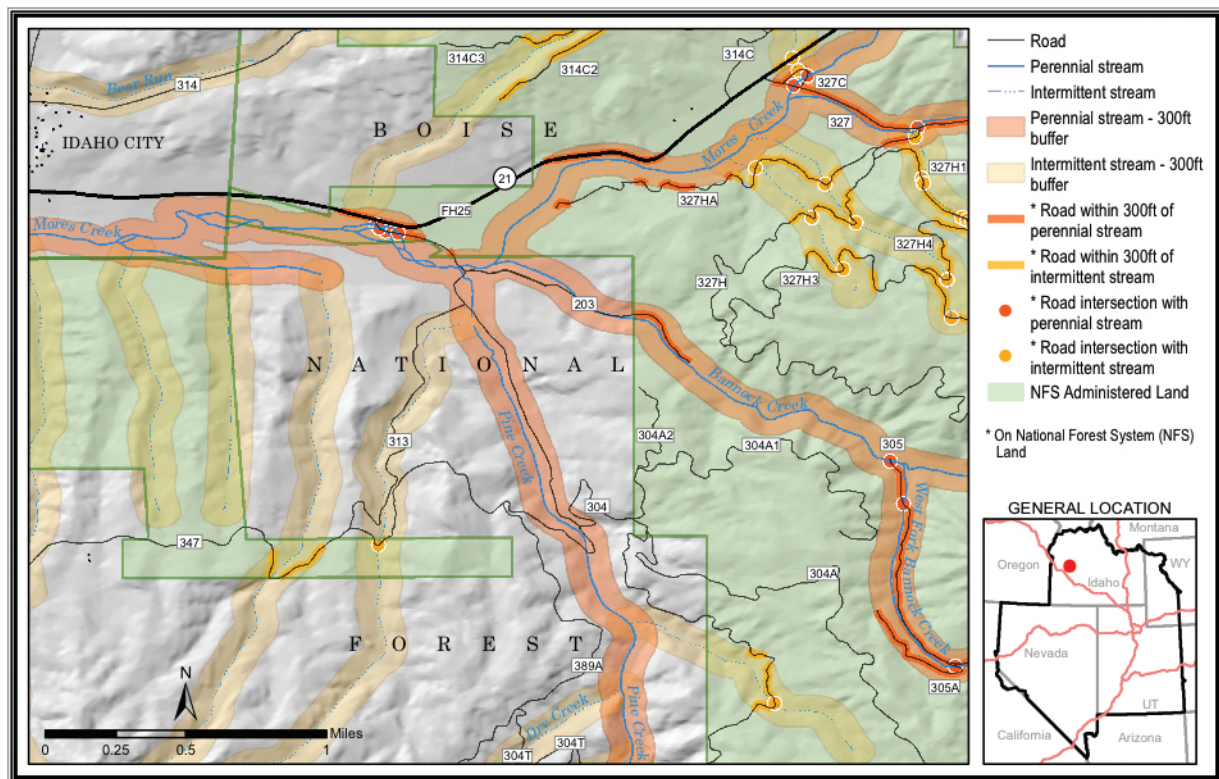 314C3
314C2
314C
327C
Bear Run
314
IDAHO CITY
B O I S E
Mores Creek
327
21
327H1
327HA
FH25
Mores Creek
327H4
327H
327H3
203
N A T I O N A L
Bannock Creek
313
Pine Creek
304A2
304A1
305
304
West Fork Bannock Creek
347
304A
F O R E S T
389A
305A
N
Dry Creek
Pine Creek
Miles
0 0.25 0.5 1
304T
304T
Road
Perennial stream
Intermittent stream
Perennial stream - 300ft
buffer
Intermittent stream - 300ft
buffer
* Road within 300ft of
perennial stream
* Road within 300ft of
intermittent stream
* Road intersection with
perennial stream
* Road intersection with
intermittent stream
NFS Administered Land
* On National Forest System (NFS)
Land
GENERAL LOCATION
Montana
Oregon
WY
Idaho
Nevada
UT
California
Arizona